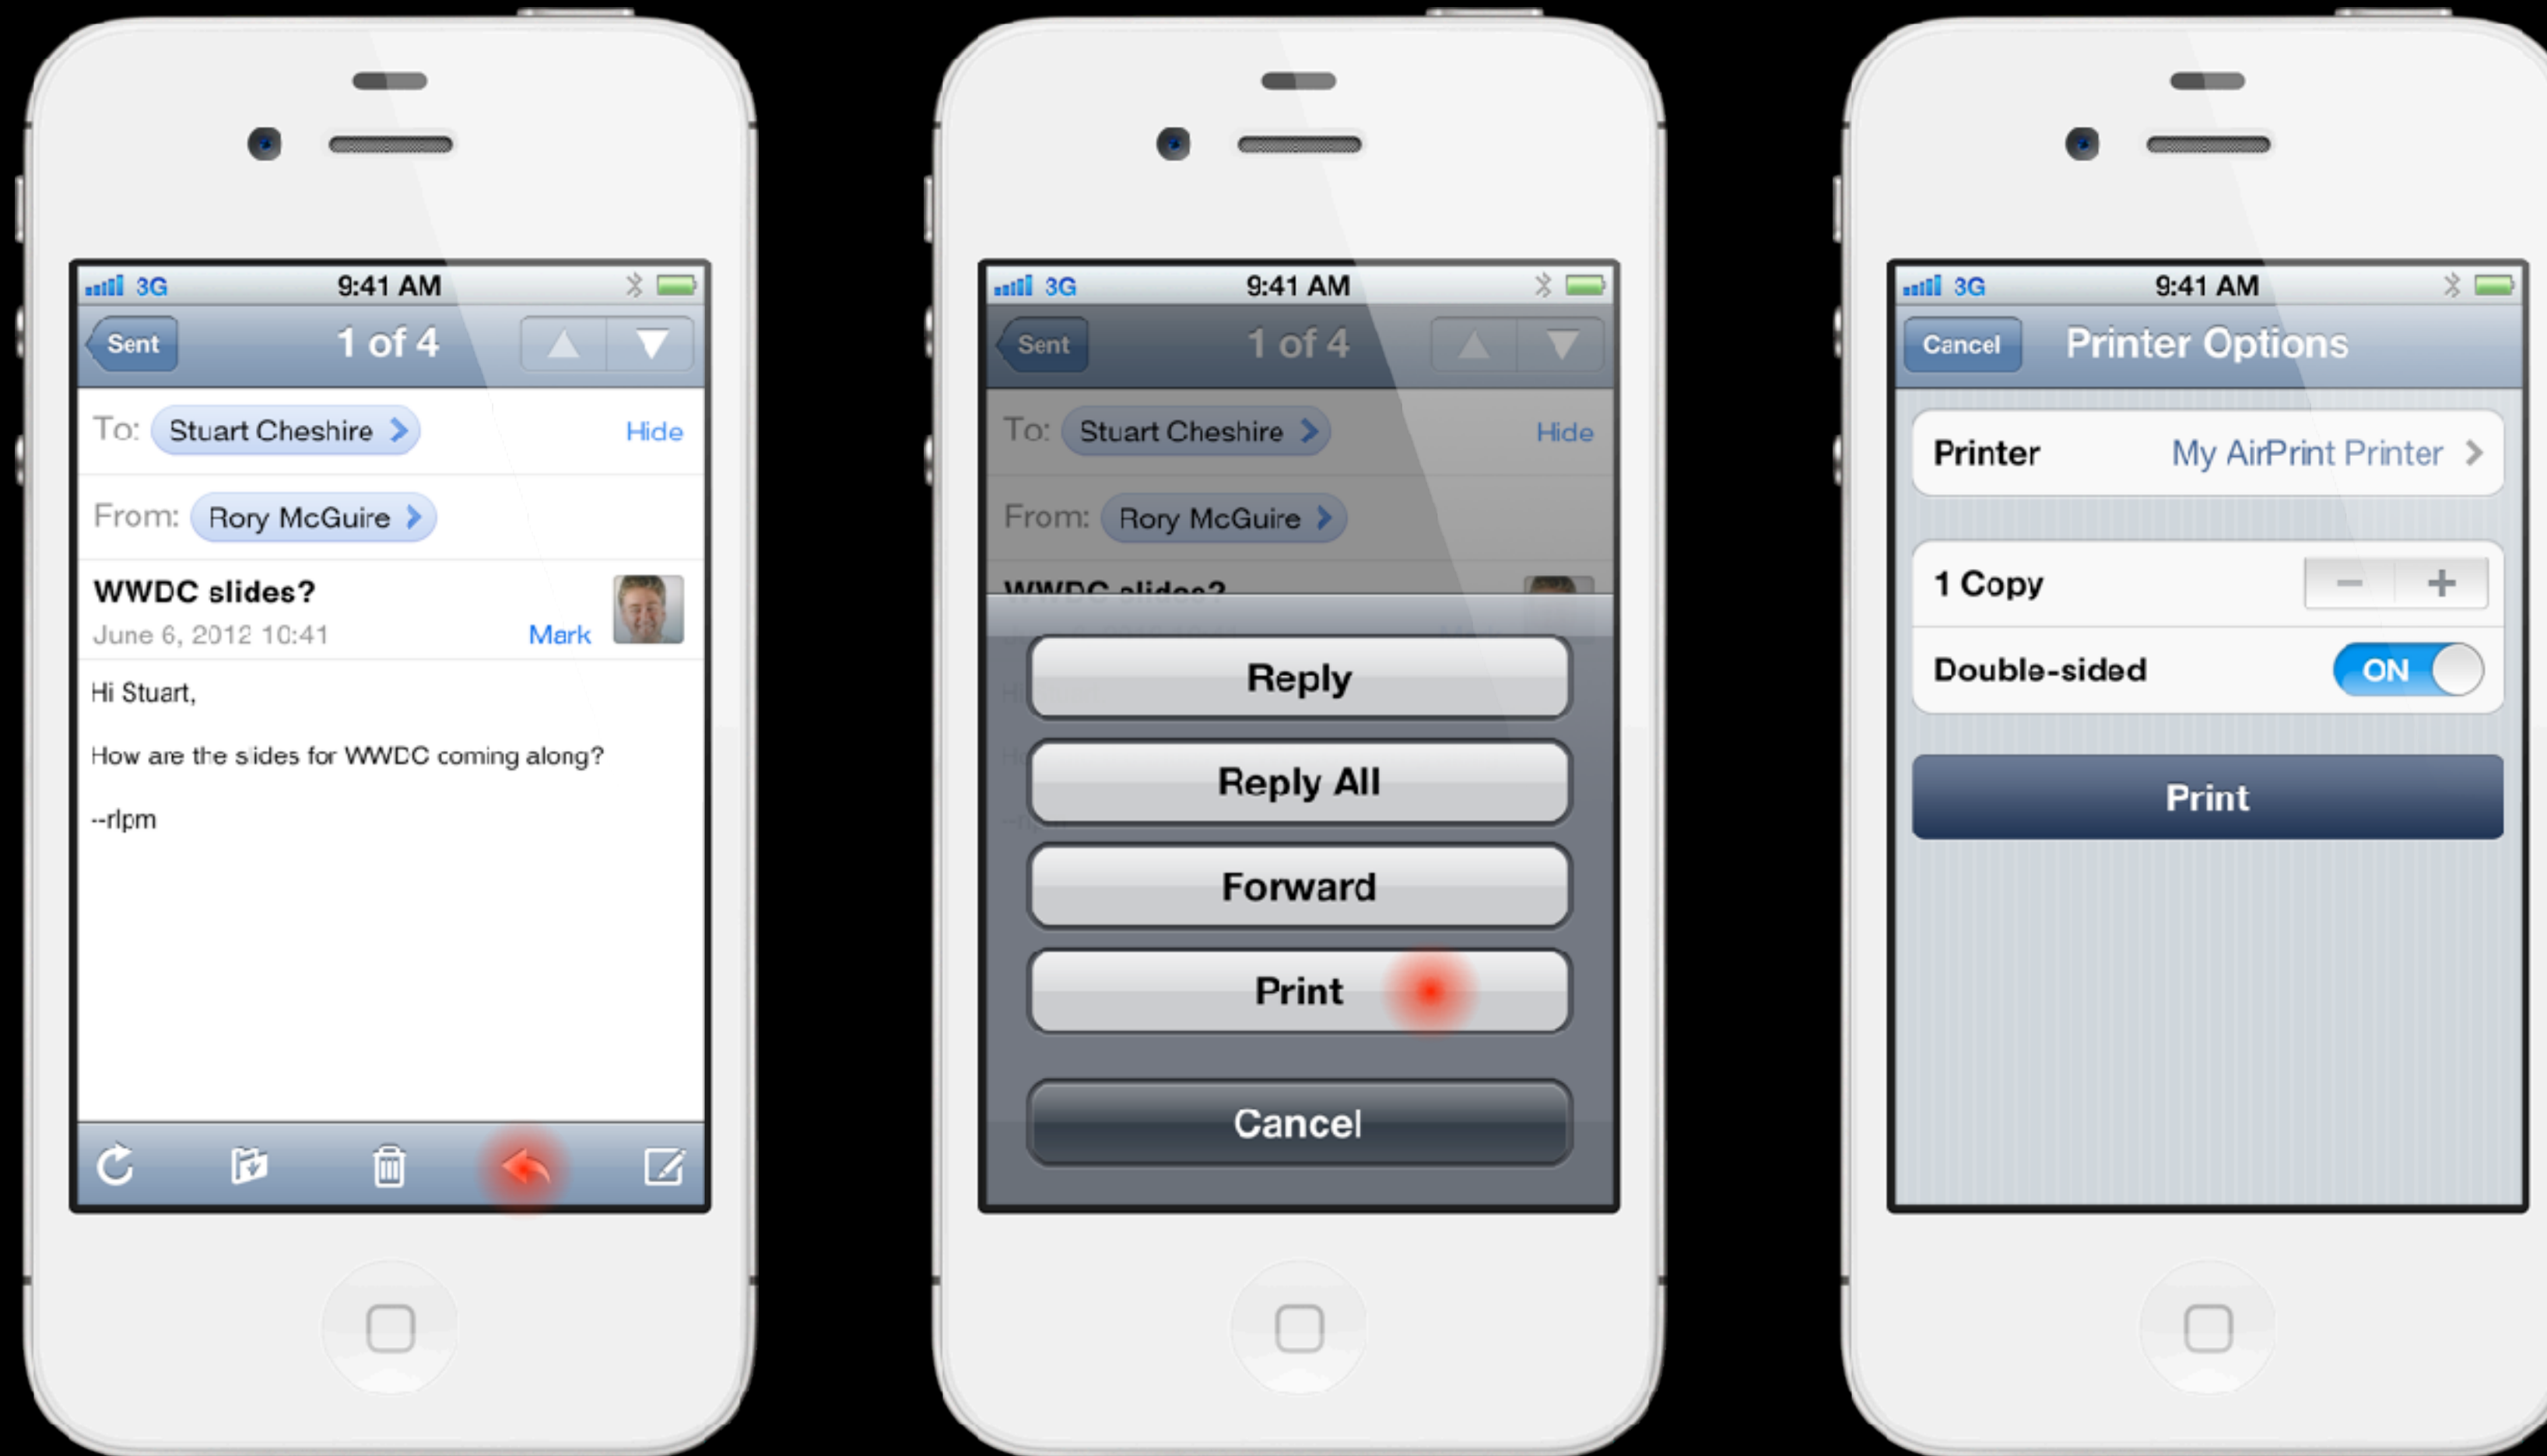 3G 9:41 AM
Sent 1 of 4
To: Stuart Cheshire Hide
From: Rory McGuire
WWDC slides?
June 6, 2012 10:41 Mark
Hi Stuart,
How are the slides for WWDC coming along?
--rlpm
3G 9:41 AM
Sent 1 of 4
To: Stuart Cheshire Hide
From: Rory McGuire
WWDC slides?
Reply
Reply All
Forward
Print
Cancel
3G 9:41 AM
Cancel Printer Options
Printer My AirPrint Printer
1 Copy − +
Double-sided ON
Print